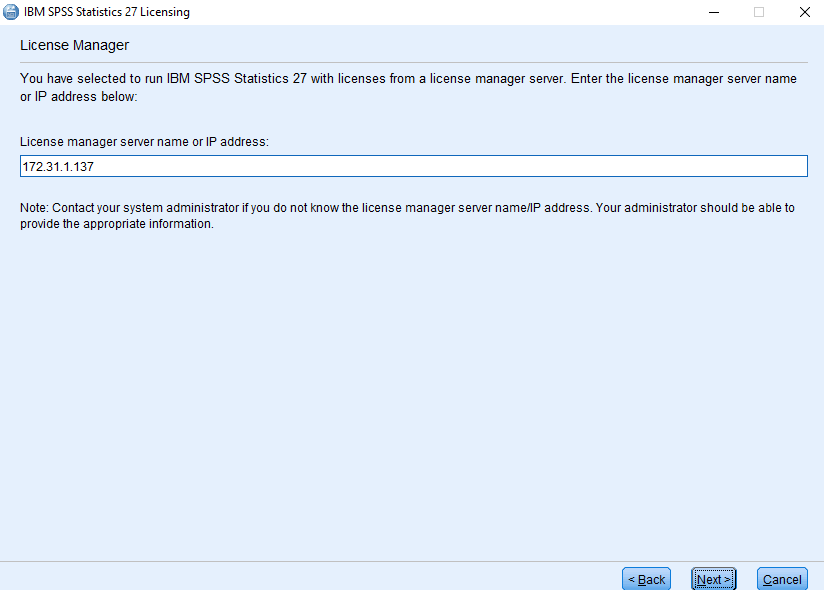 IBM SPSS Statistics 27 Licensing
License Manager
You have selected to run IBM SPSS Statistics 27 with licenses from a license manager server. Enter the license manager server name
or IP address below:
License manager server name or IP address:
172.31.1.137
Note: Contact your system administrator if you do not know the license manager server name/IP address. Your administrator should be able to
provide the appropriate information.
< Back Next > Cancel